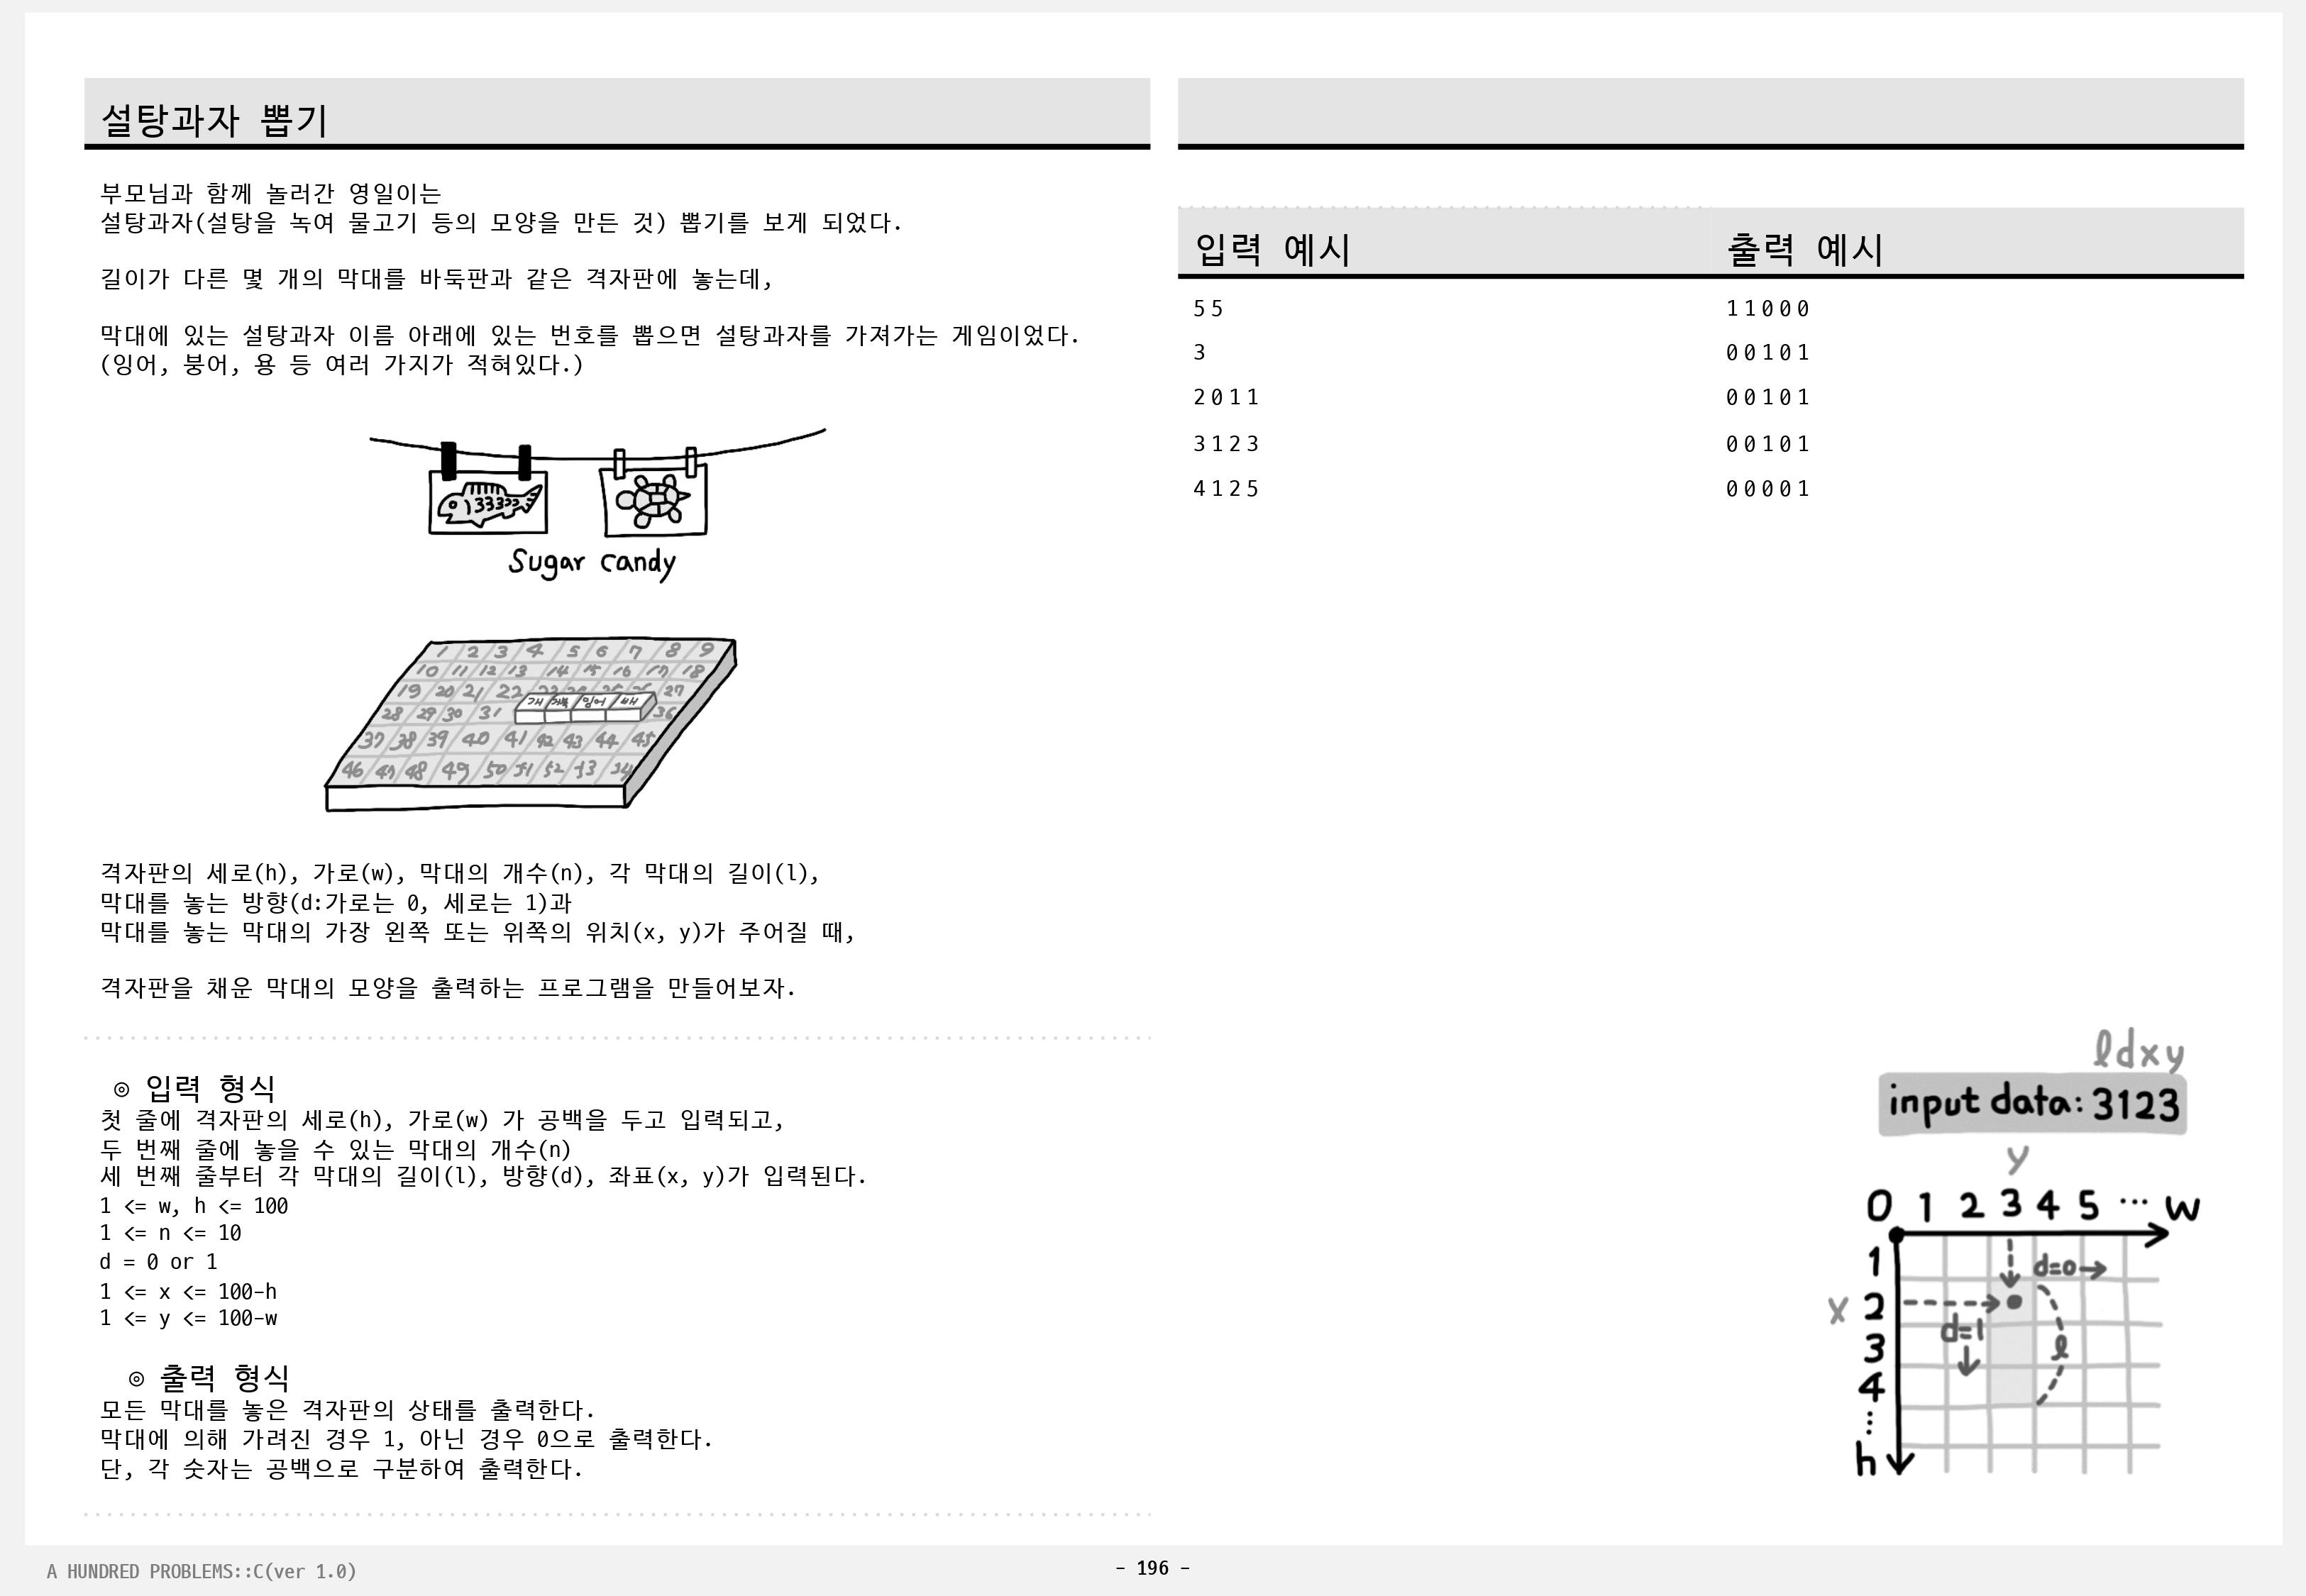 설탕과자 뽑기
부모님과 함께 놀러간 영일이는
설탕과자(설탕을 녹여 물고기 등의 모양을 만든 것) 뽑기를 보게 되었다.
길이가 다른 몇 개의 막대를 바둑판과 같은 격자판에 놓는데,
막대에 있는 설탕과자 이름 아래에 있는 번호를 뽑으면 설탕과자를 가져가는 게임이었다.
(잉어, 붕어, 용 등 여러 가지가 적혀있다.)
Sugar candy
1 2 3 4 5 6 7 8 9
10 11 12 13 14 15 16 17 18
19 20 21 22 27
개 거북 잉어 배
28 29 30 31 36
37 38 39 40 41 42 43 44 45
46 47 48 49 50 51 52 53 54
격자판의 세로(h), 가로(w), 막대의 개수(n), 각 막대의 길이(l),
막대를 놓는 방향(d:가로는 0, 세로는 1)과
막대를 놓는 막대의 가장 왼쪽 또는 위쪽의 위치(x, y)가 주어질 때,
격자판을 채운 막대의 모양을 출력하는 프로그램을 만들어보자.
◎ 입력 형식
첫 줄에 격자판의 세로(h), 가로(w) 가 공백을 두고 입력되고,
두 번째 줄에 놓을 수 있는 막대의 개수(n)
세 번째 줄부터 각 막대의 길이(l), 방향(d), 좌표(x, y)가 입력된다.
1 <= w, h <= 100
1 <= n <= 10
d = 0 or 1
1 <= x <= 100-h
1 <= y <= 100-w
◎ 출력 형식
모든 막대를 놓은 격자판의 상태를 출력한다.
막대에 의해 가려진 경우 1, 아닌 경우 0으로 출력한다.
단, 각 숫자는 공백으로 구분하여 출력한다.
입력 예시 출력 예시
5 5 1 1 0 0 0
3 0 0 1 0 1
2 0 1 1 0 0 1 0 1
3 1 2 3 0 0 1 0 1
4 1 2 5 0 0 0 0 1
l d x y
input data: 3 1 2 3
y
0 1 2 3 4 5 ... w
1 d=0
x 2
d=1
3 l
4
...
h
A HUNDRED PROBLEMS::C(ver 1.0)
- 196 -